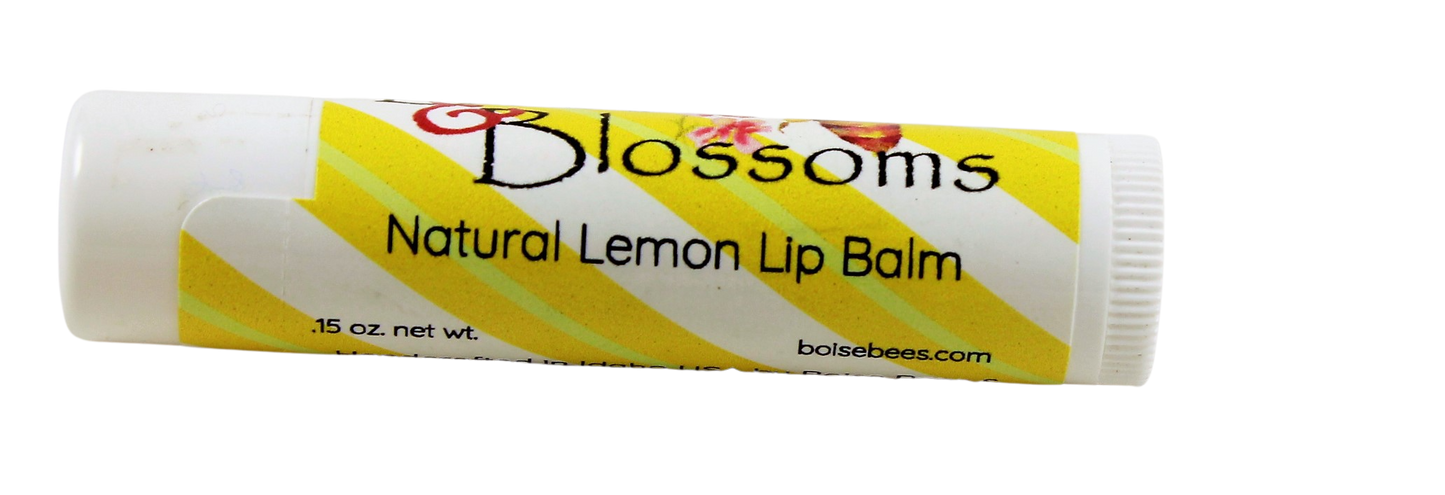 & Blossoms
Natural Lemon Lip Balm
.15 oz. net wt.
boisebees.com